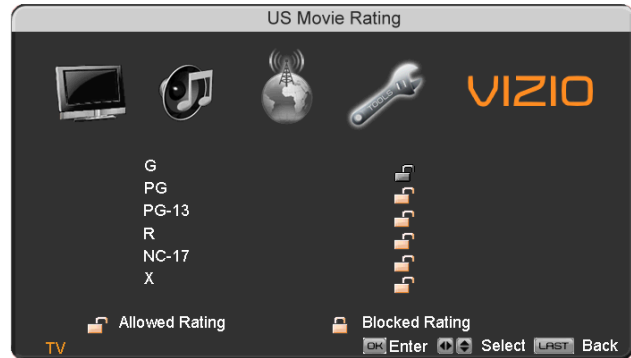 US Movie Rating
TOOLS
VIZIO
G
PG
PG-13
R
NC-17
X
Allowed Rating Blocked Rating
TV OK Enter Select LAST Back